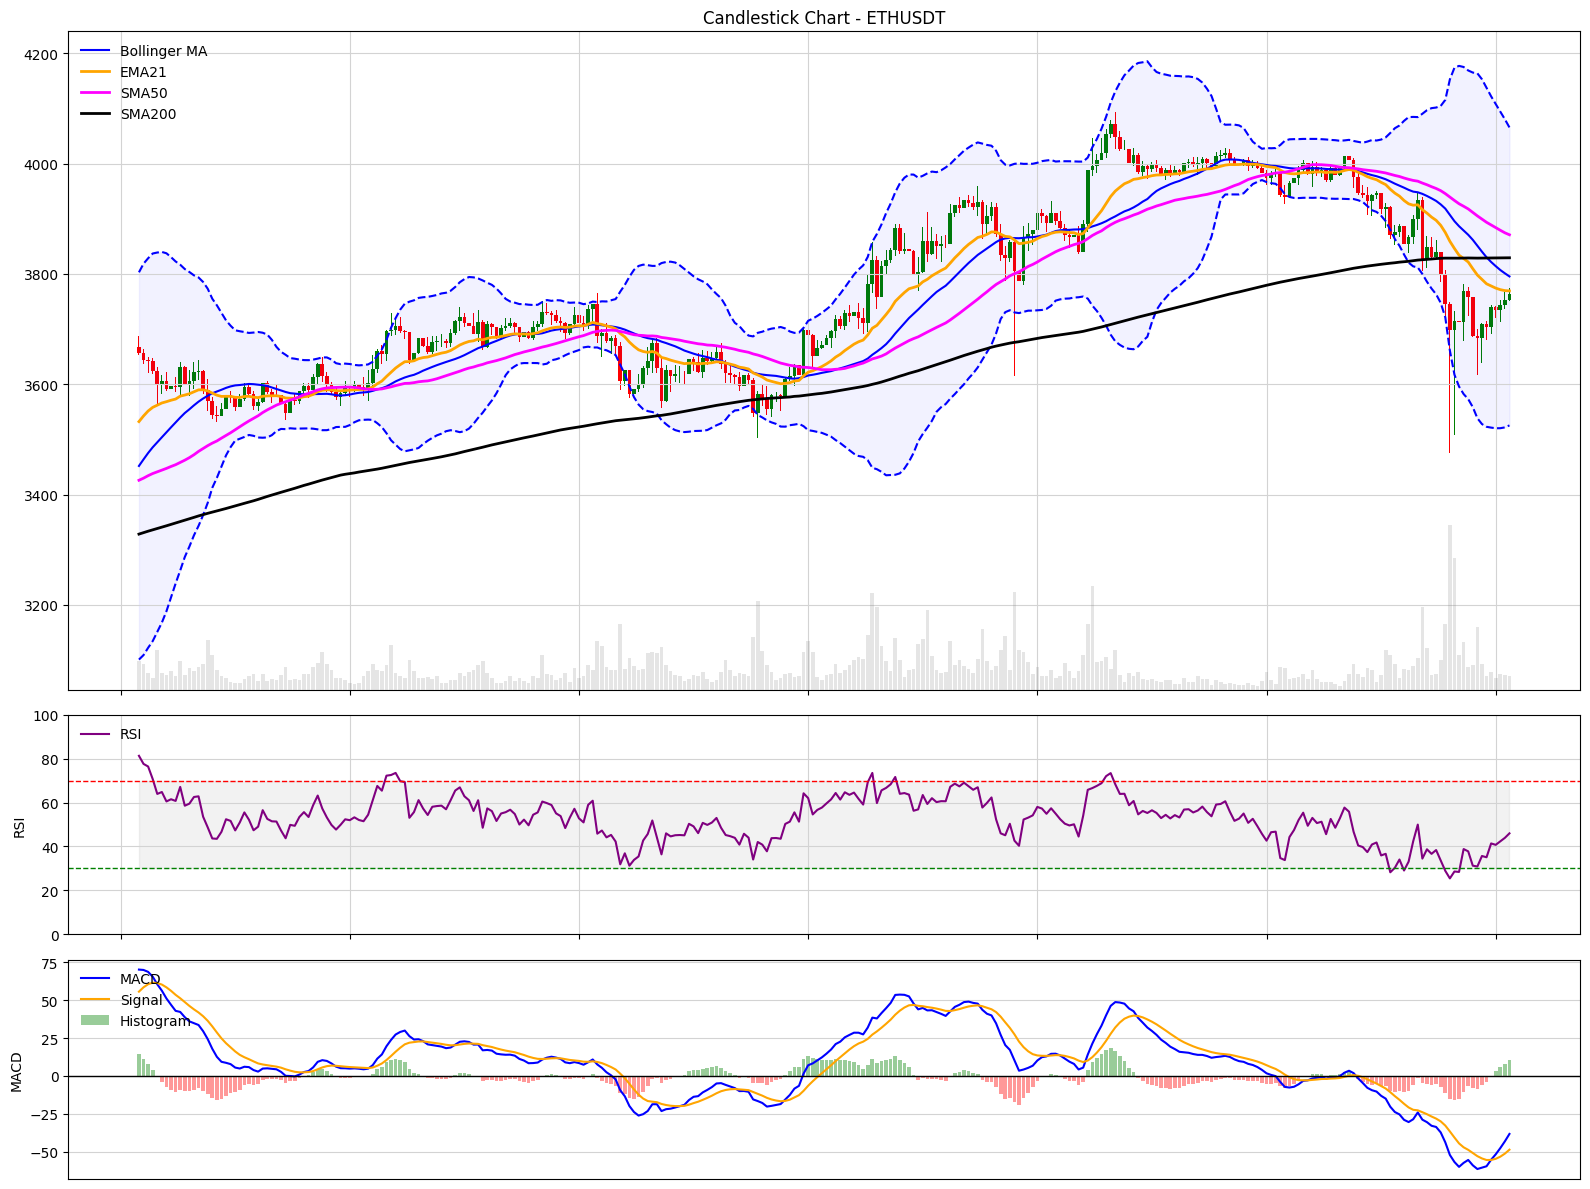 Candlestick Chart - ETHUSDT
Bollinger MA
EMA21
SMA50
SMA200
4200
4000
3800
3600
3400
3200
RSI
100
80
60
40
20
0
RSI
MACD
Signal
Histogram
75
50
25
0
−25
−50
MACD